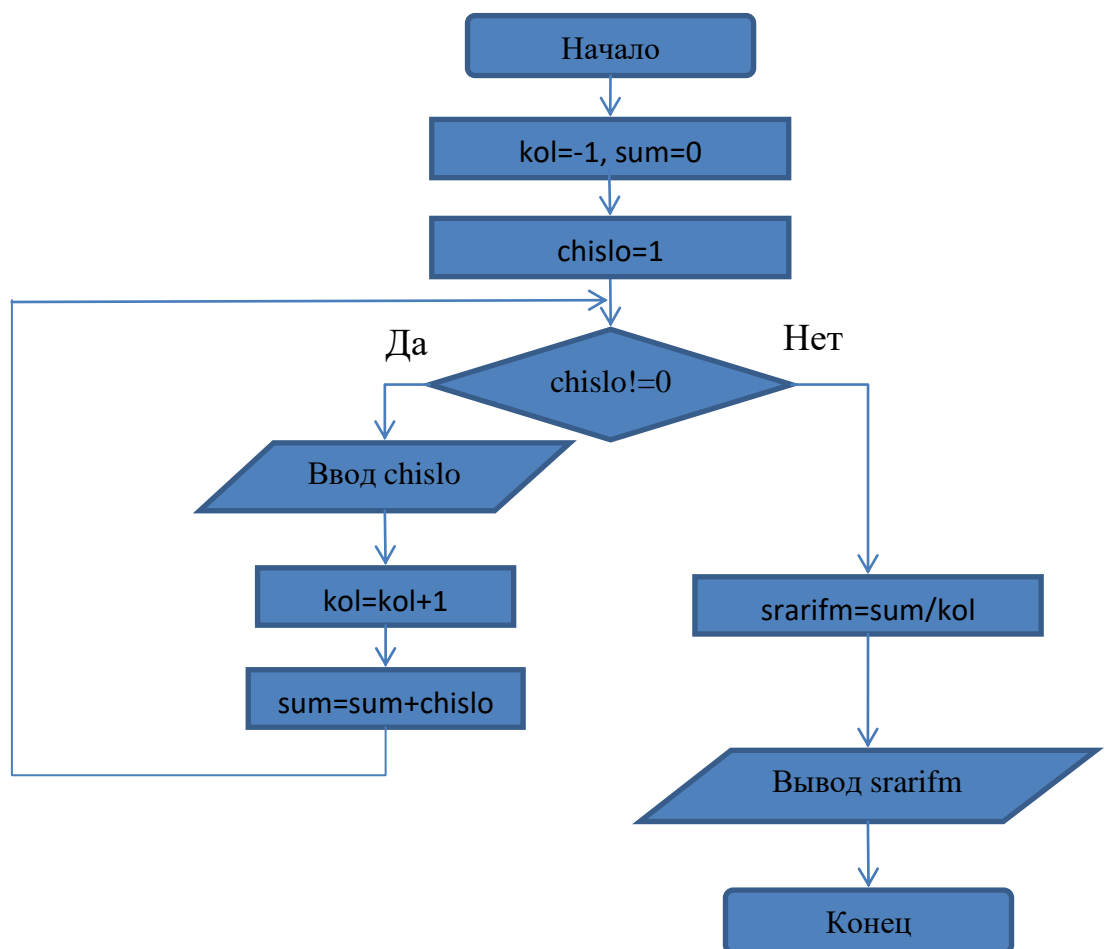 Начало
kol=-1, sum=0
chislo=1
Да
Нет
chislo!=0
Ввод chislo
kol=kol+1
sum=sum+chislo
srarifm=sum/kol
Вывод srarifm
Конец